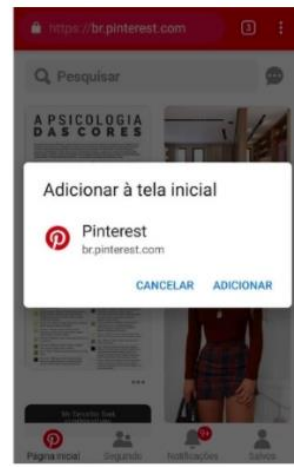 https://br.pinterest.com
3
Pesquisar
A PSICOLOGIA
DAS CORES
Adicionar à tela inicial
Pinterest
br.pinterest.com
CANCELAR ADICIONAR
9+
Página inicial Seguindo Notificações Salvos